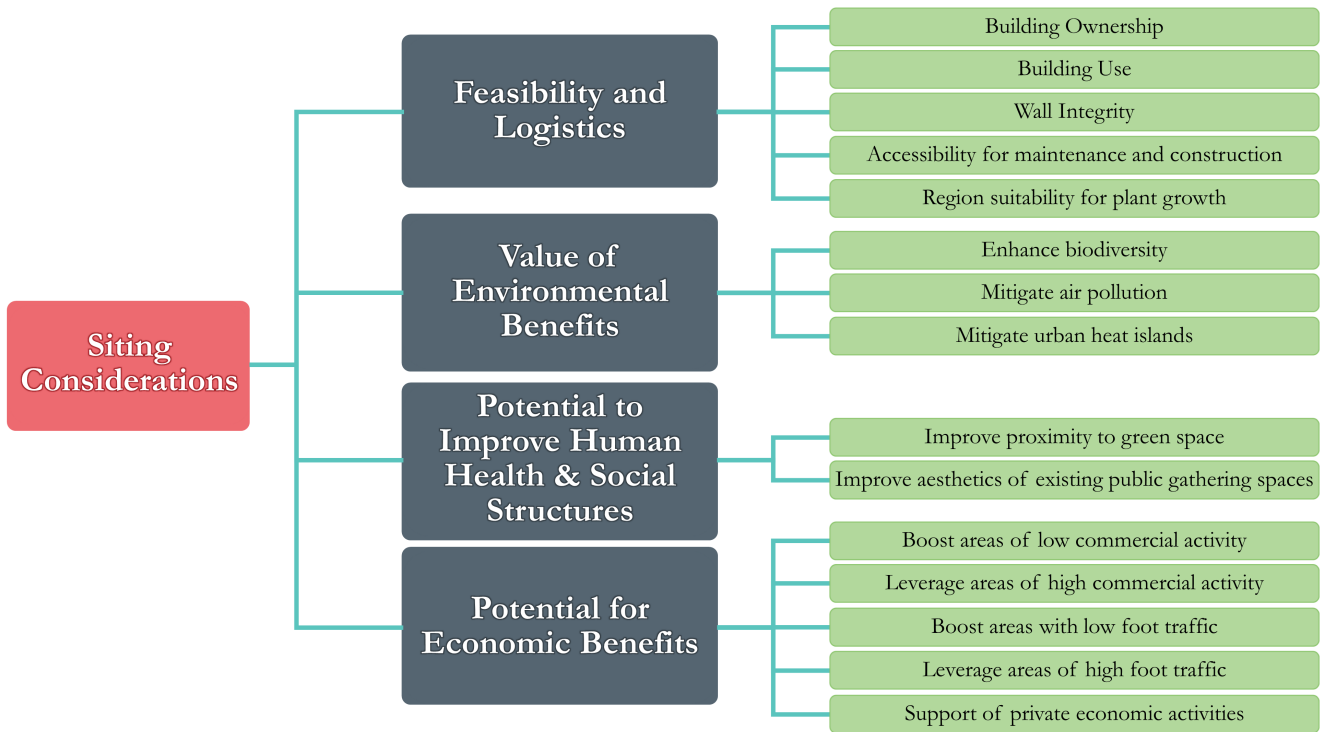 Siting
Considerations
Feasibility and
Logistics
Building Ownership
Building Use
Wall Integrity
Accessibility for maintenance and construction
Region suitability for plant growth
Value of
Environmental
Benefits
Enhance biodiversity
Mitigate air pollution
Mitigate urban heat islands
Potential to
Improve Human
Health & Social
Structures
Improve proximity to green space
Improve aesthetics of existing public gathering spaces
Potential for
Economic Benefits
Boost areas of low commercial activity
Leverage areas of high commercial activity
Boost areas with low foot traffic
Leverage areas of high foot traffic
Support of private economic activities